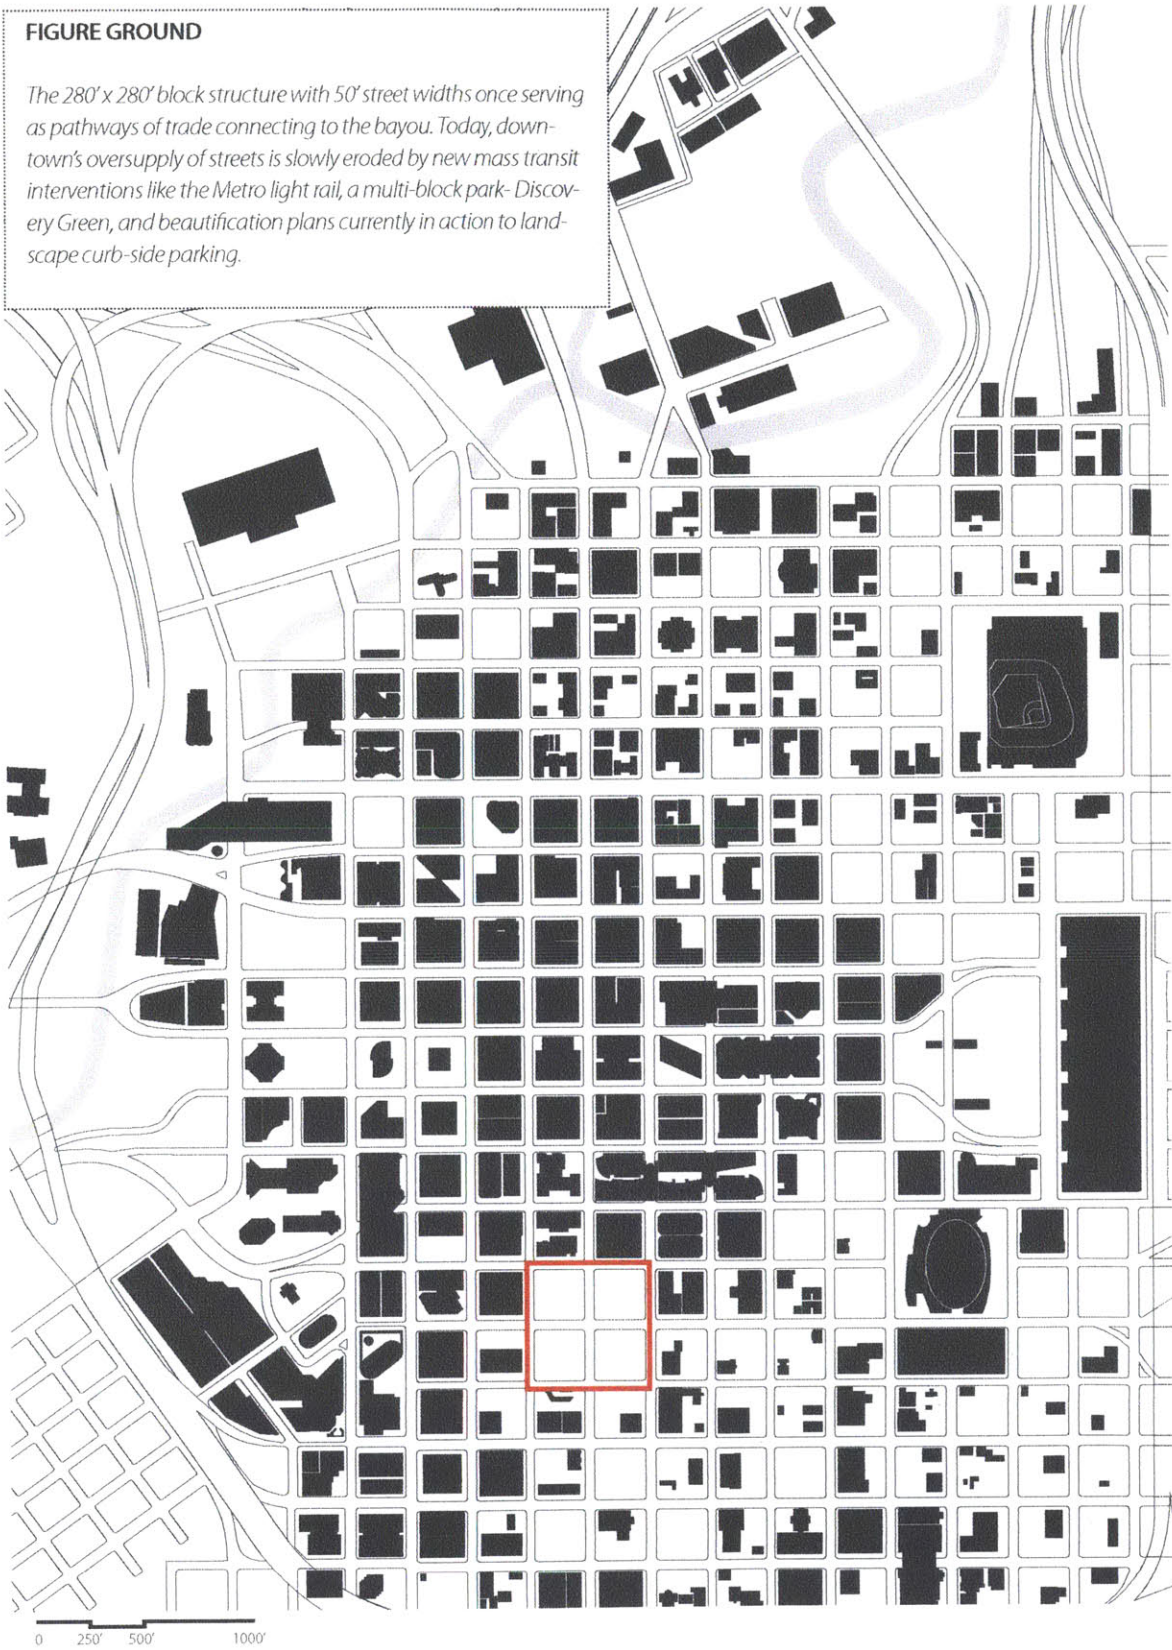 FIGURE GROUND
The 280' x 280' block structure with 50' street widths once serving
as pathways of trade connecting to the bayou. Today, down-
town's oversupply of streets is slowly eroded by new mass transit
interventions like the Metro light rail, a multi-block park- Discov-
ery Green, and beautification plans currently in action to land-
scape curb-side parking.
0 250' 500' 1000'